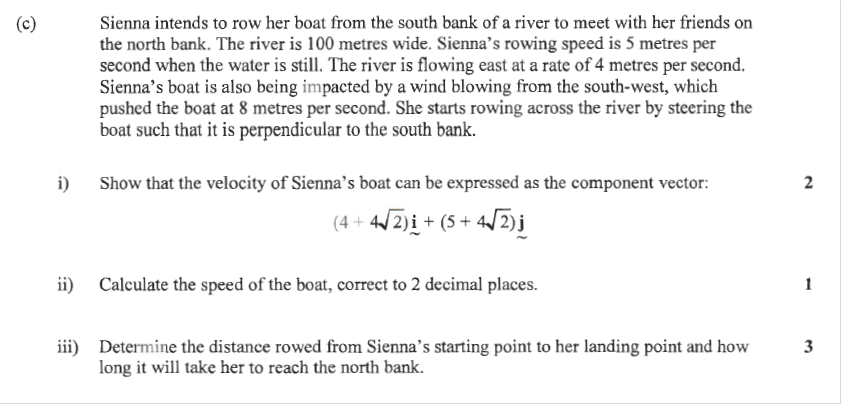 (c) Sienna intends to row her boat from the south bank of a river to meet with her friends on
the north bank. The river is 100 metres wide. Sienna's rowing speed is 5 metres per
second when the water is still. The river is flowing east at a rate of 4 metres per second.
Sienna's boat is also being impacted by a wind blowing from the south-west, which
pushed the boat at 8 metres per second. She starts rowing across the river by steering the
boat such that it is perpendicular to the south bank.
i) Show that the velocity of Sienna's boat can be expressed as the component vector: 2
(4 + 4√2)ḭ + (5 + 4√2)j̰
ii) Calculate the speed of the boat, correct to 2 decimal places. 1
iii) Determine the distance rowed from Sienna's starting point to her landing point and how 3
long it will take her to reach the north bank.